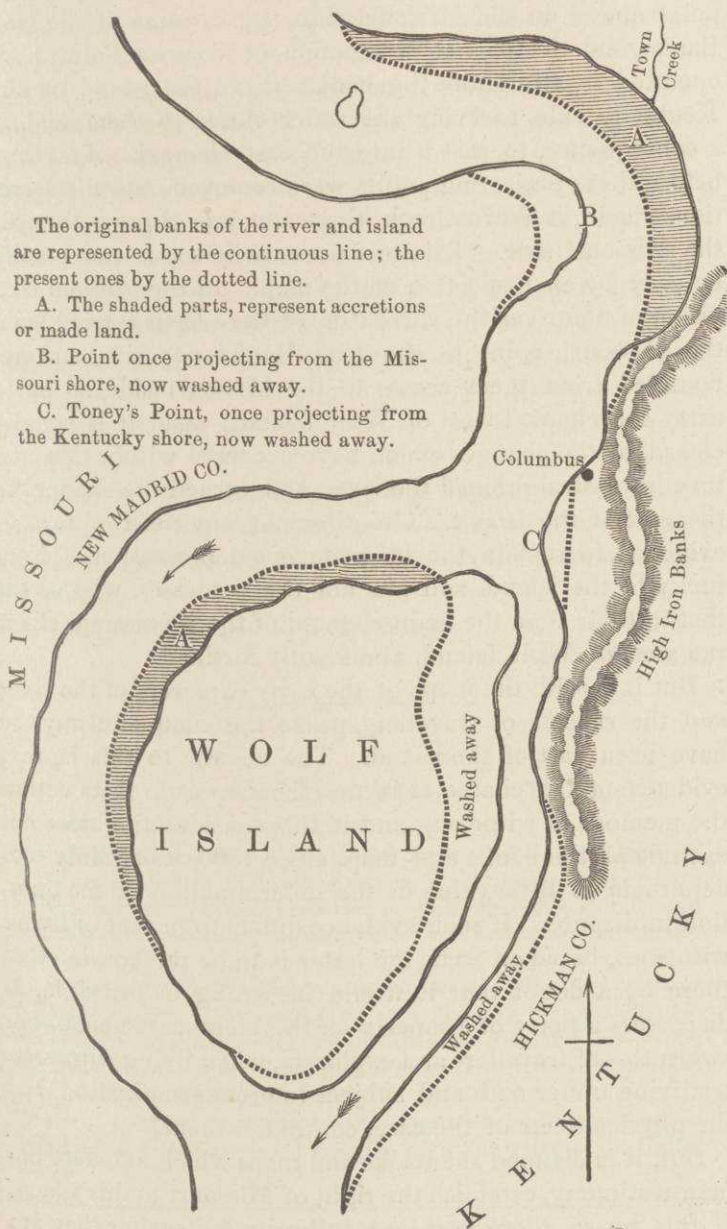 Town
Creek
A
B
The original banks of the river and island
are represented by the continuous line; the
present ones by the dotted line.
A. The shaded parts, represent accretions
or made land.
B. Point once projecting from the Mis-
souri shore, now washed away.
C. Toney's Point, once projecting from
the Kentucky shore, now washed away.
MISSOURI
NEW MADRID CO.
Columbus
C
High Iron Banks
A
WOLF
ISLAND
Washed away
Washed away
HICKMAN CO.
KENTUCKY